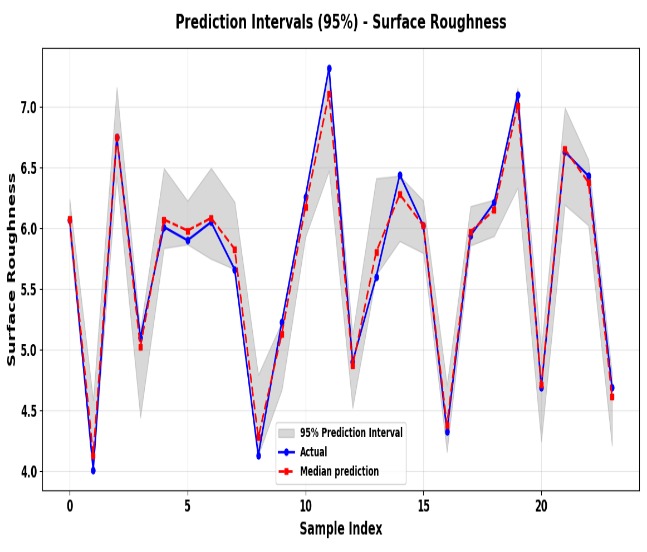 Prediction Intervals (95%) - Surface Roughness
Surface Roughness
7.0
6.5
6.0
5.5
5.0
4.5
4.0
95% Prediction Interval
Actual
Median prediction
0 5 10 15 20
Sample Index